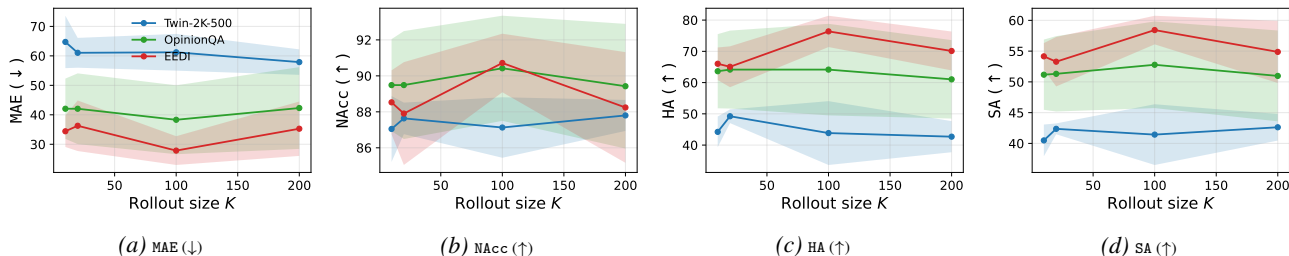 MAE (↓)
70
60
50
40
30
50
100
150
200
Rollout size K
Twin-2K-500
OpinionQA
EEDI
NAcc (↑)
92
90
88
86
50
100
150
200
Rollout size K
HA (↑)
80
70
60
50
40
50
100
150
200
Rollout size K
SA (↑)
60
55
50
45
40
50
100
150
200
Rollout size K
(a) MAE (↓)
(b) NAcc (↑)
(c) HA (↑)
(d) SA (↑)